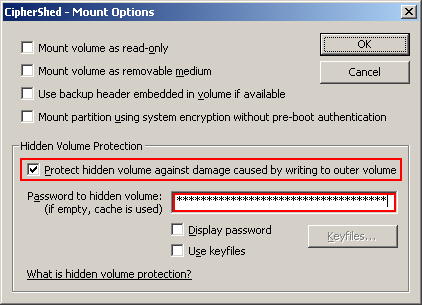 CipherShed - Mount Options
Mount volume as read-only
OK
Mount volume as removable medium
Cancel
Use backup header embedded in volume if available
Mount partition using system encryption without pre-boot authentication
Hidden Volume Protection
Protect hidden volume against damage caused by writing to outer volume
Password to hidden volume:
(if empty, cache is used)
***********************************
Display password
Use keyfiles
Keyfiles...
What is hidden volume protection?